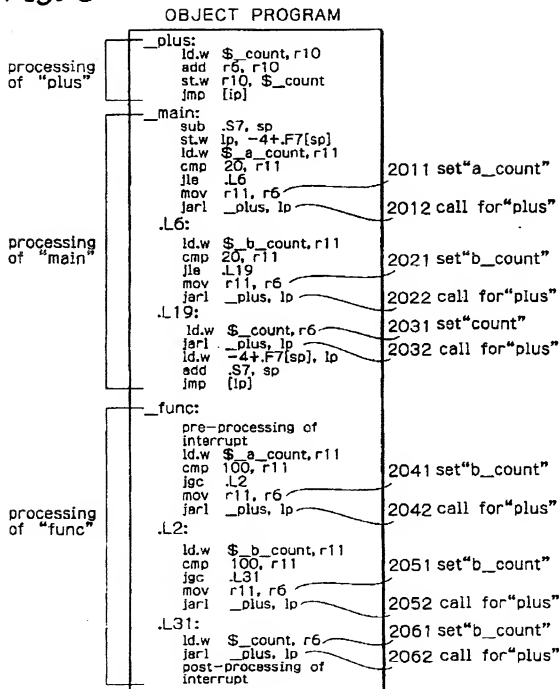 OBJECT PROGRAM
processing of "plus"
_plus:
ld.w $_count, r10
add r6, r10
st.w r10, $_count
jmp [lp]
processing of "main"
_main:
sub .S7, sp
st.w lp, -4+.F7[sp]
ld.w $_a_count, r11
cmp 20, r11
jle .L6
mov r11, r6 2011 set"a_count"
jarl _plus, lp 2012 call for"plus"
.L6:
ld.w $_b_count, r11
cmp 20, r11
jle .L19
mov r11, r6 2021 set"b_count"
jarl _plus, lp 2022 call for"plus"
.L19:
ld.w $_count, r6 2031 set"count"
jarl _plus, lp 2032 call for"plus"
ld.w -4+.F7[sp], lp
add .S7, sp
jmp [lp]
processing of "func"
_func:
pre-processing of
interrupt
ld.w $_a_count, r11
cmp 100, r11
jgc .L2
mov r11, r6 2041 set"b_count"
jarl _plus, lp 2042 call for"plus"
.L2:
ld.w $_b_count, r11
cmp 100, r11
jgc .L31
mov r11, r6 2051 set"b_count"
jarl _plus, lp 2052 call for"plus"
.L31:
ld.w $_count, r6 2061 set"b_count"
jarl _plus, lp 2062 call for"plus"
post-processing of
interrupt